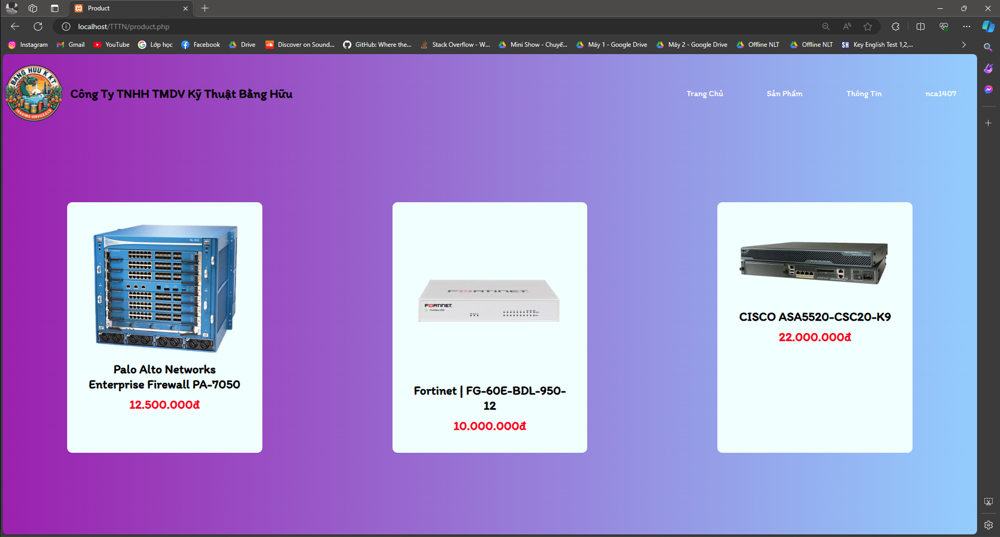 Product
localhost/TTTN/product.php
Instagram
Gmail
YouTube
Lớp học
Facebook
Drive
Discover on Sound...
GitHub: Where the...
Stack Overflow - W...
Mini Show - Chuyế...
Máy 1 - Google Drive
Máy 2 - Google Drive
Offline NLT
Offline NLT
SH
Key English Test 1,2,...
BANG HUU K KT
TRADING SERVICE
Công Ty TNHH TMDV Kỹ Thuật Bằng Hữu
Trang Chủ
Sản Phẩm
Thông Tin
nca1407
PA-7050
FORTINET
FORTINET
Palo Alto Networks
Enterprise Firewall PA-7050
12.500.000đ
Fortinet | FG-60E-BDL-950-
12
10.000.000đ
CISCO ASA5520-CSC20-K9
22.000.000đ